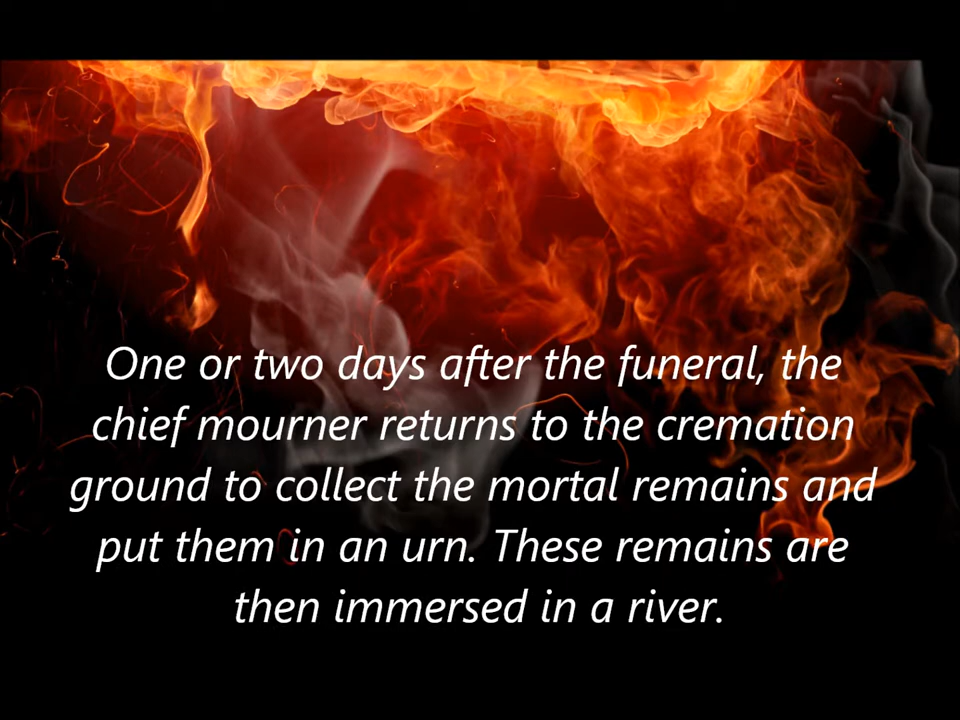 One or two days after the funeral, the
chief mourner returns to the cremation
ground to collect the mortal remains and
put them in an urn. These remains are
then immersed in a river.